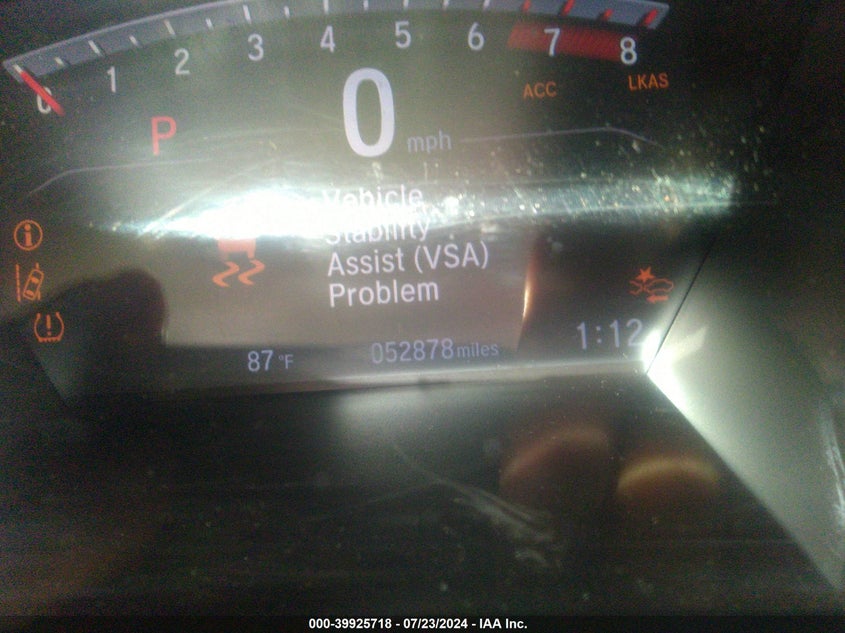 0 1 2 3 4 5 6 7 8
ACC LKAS
P 0 mph
Vehicle
Stability
Assist (VSA)
Problem
87 °F 052878 miles 1:12
000-39925718 - 07/23/2024 - IAA Inc.